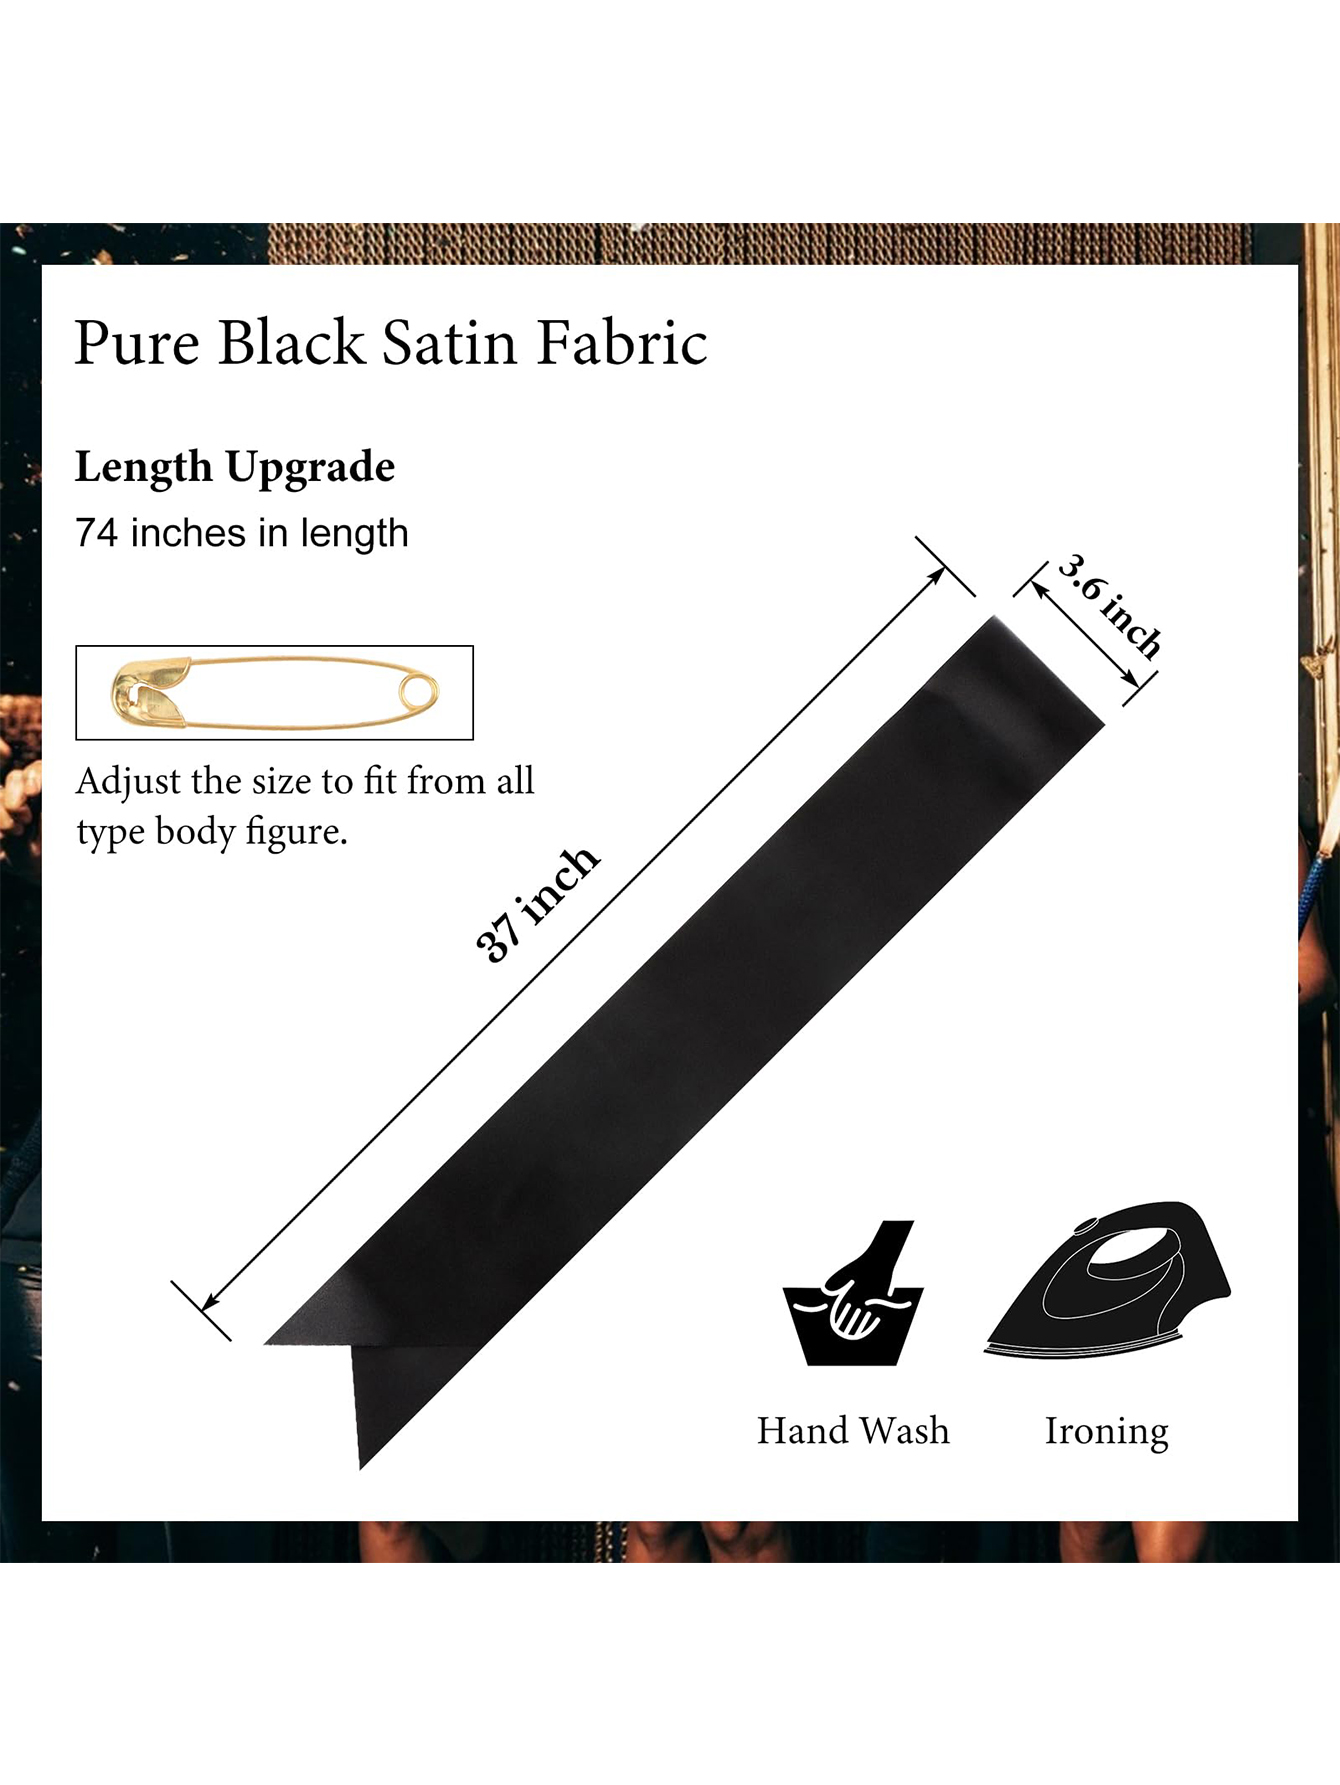 Pure Black Satin Fabric
Length Upgrade
74 inches in length
3.6 inch
Adjust the size to fit from all
type body figure.
37 inch
Hand Wash
Ironing